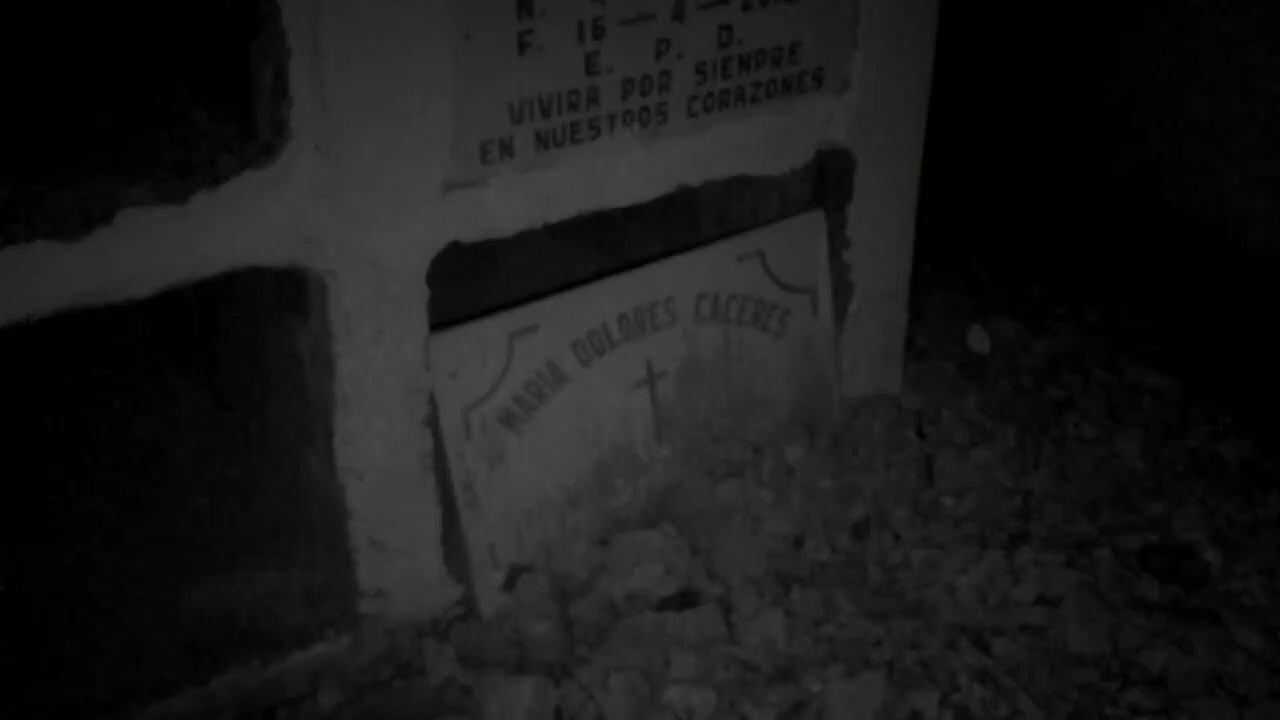 N.
F. 16 — 4 —
E. P. D.
VIVIRA POR SIEMPRE
EN NUESTROS CORAZONES
MARIA DOLORES CACERES